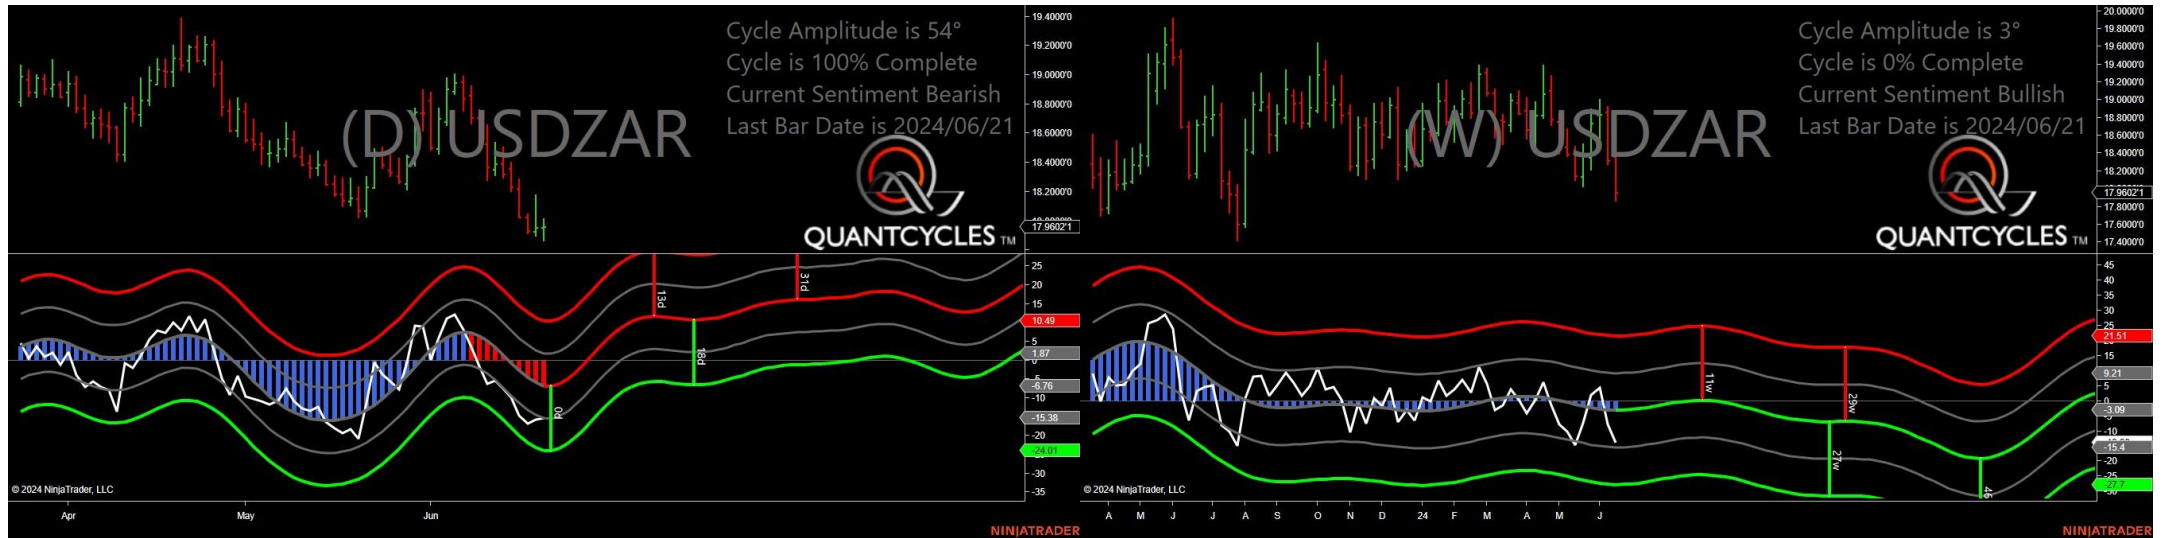 Cycle Amplitude is 54°
Cycle is 100% Complete
Current Sentiment Bearish
Last Bar Date is 2024/06/21
(D) USDZAR
QUANTCYCLES TM
19.4000'0
19.2000'0
19.0000'0
18.8000'0
18.6000'0
18.4000'0
18.2000'0
17.9602'1
25
20
15
10.49
5
1.87
-6.76
-10
-15.38
-20
-24.01
-30
-35
13d
31d
18d
0d
© 2024 NinjaTrader, LLC
Apr May Jun
NINJATRADER
Cycle Amplitude is 3°
Cycle is 0% Complete
Current Sentiment Bullish
Last Bar Date is 2024/06/21
(W) USDZAR
QUANTCYCLES TM
20.0000'0
19.8000'0
19.6000'0
19.4000'0
19.2000'0
19.0000'0
18.8000'0
18.6000'0
18.4000'0
18.2000'0
17.9602'1
17.8000'0
17.6000'0
17.4000'0
45
40
35
30
25
21.51
15
9.21
5
0
-3.09
-10
-15.4
-20
-25
-27.7
11w
29w
27w
46
© 2024 NinjaTrader, LLC
A M J J A S O N D 24 F M A M J
NINJATRADER